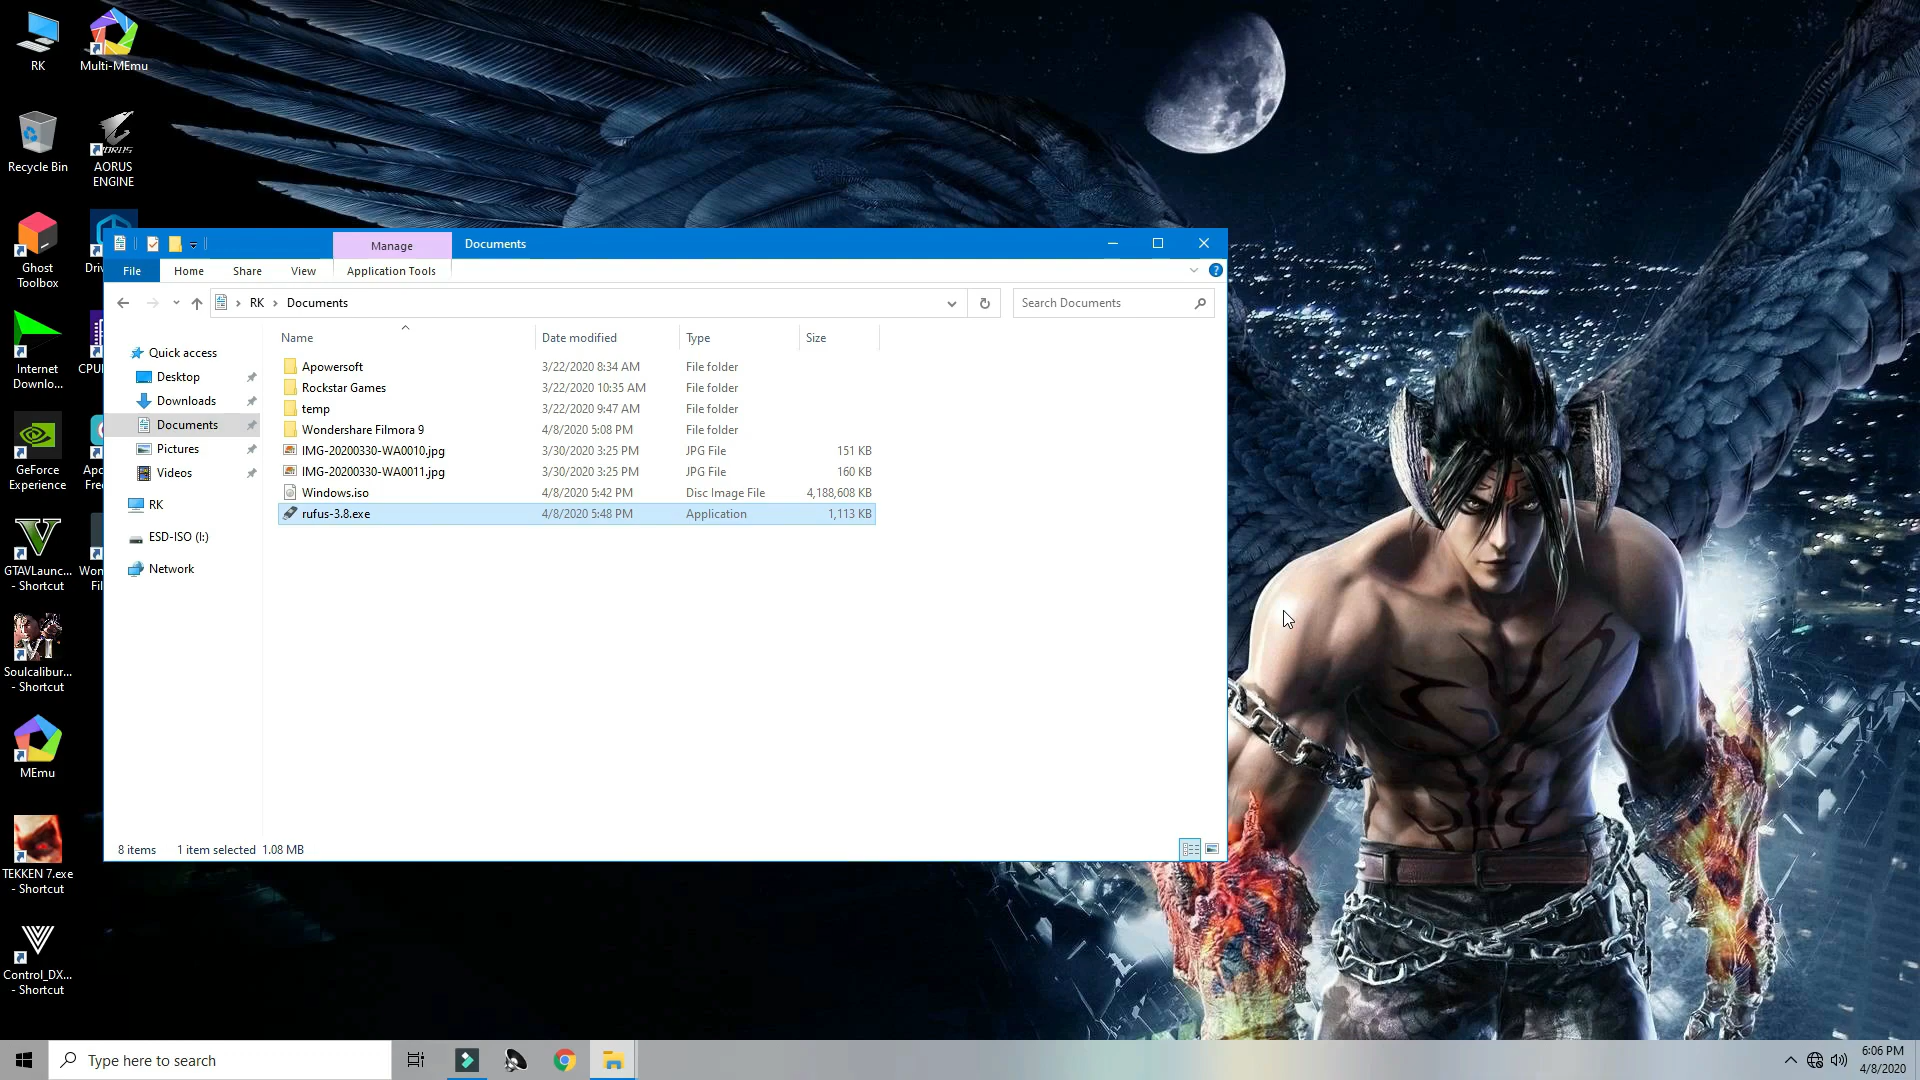 RK
Multi-MEmu
Recycle Bin
AORUS
ENGINE
Ghost
Toolbox
Internet
Downlo...
GeForce
Experience
GTAVLaunc...
- Shortcut
Soulcalibur...
- Shortcut
MEmu
TEKKEN 7.exe
- Shortcut
Control_DX...
- Shortcut
Manage
Documents
File
Home
Share
View
Application Tools
RK
Documents
Search Documents
Name
Date modified
Type
Size
Quick access
Desktop
Downloads
Documents
Pictures
Videos
RK
ESD-ISO (I:)
Network
Apowersoft 3/22/2020 8:34 AM File folder
Rockstar Games 3/22/2020 10:35 AM File folder
temp 3/22/2020 9:47 AM File folder
Wondershare Filmora 9 4/8/2020 5:08 PM File folder
IMG-20200330-WA0010.jpg 3/30/2020 3:25 PM JPG File 151 KB
IMG-20200330-WA0011.jpg 3/30/2020 3:25 PM JPG File 160 KB
Windows.iso 4/8/2020 5:42 PM Disc Image File 4,188,608 KB
rufus-3.8.exe 4/8/2020 5:48 PM Application 1,113 KB
8 items 1 item selected 1.08 MB
Type here to search
6:06 PM
4/8/2020